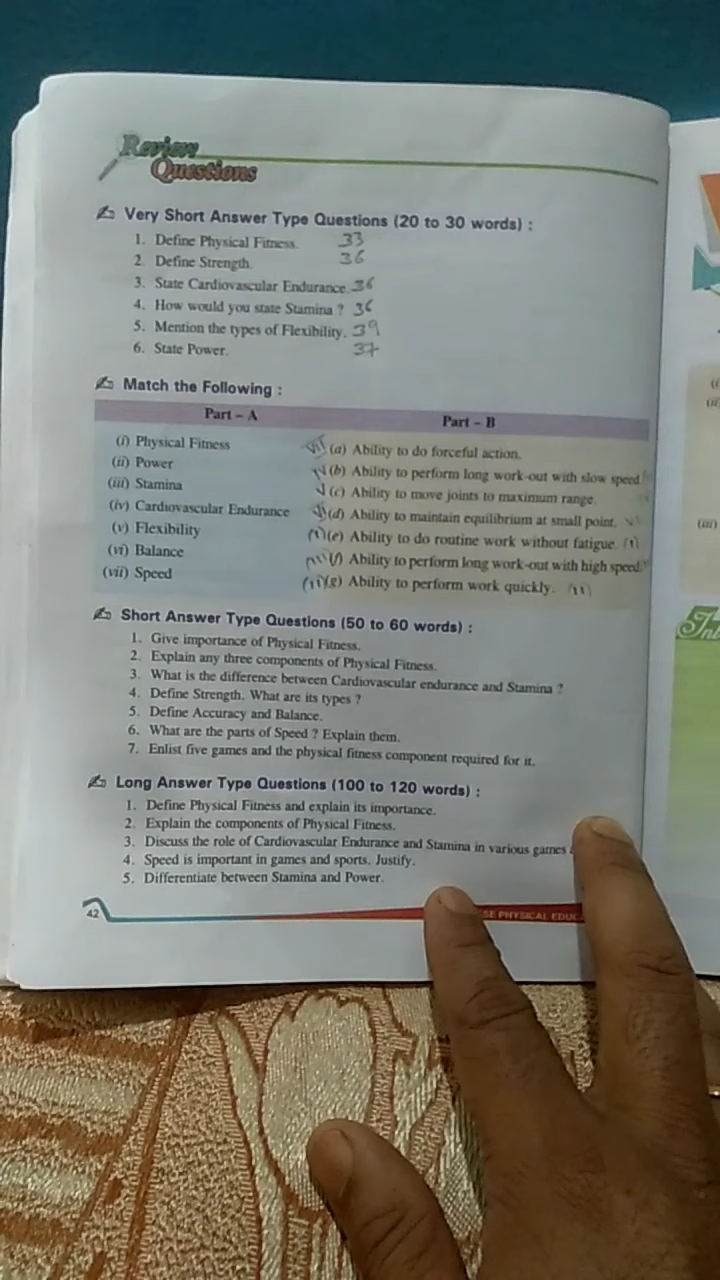 Review
Questions
Very Short Answer Type Questions (20 to 30 words) :
1. Define Physical Fitness. 33
2. Define Strength. 36
3. State Cardiovascular Endurance. 36
4. How would you state Stamina ? 36
5. Mention the types of Flexibility. 39
6. State Power. 37
Match the Following :
Part – A Part – B
(i) Physical Fitness (a) Ability to do forceful action.
(ii) Power (b) Ability to perform long work-out with slow speed.
(iii) Stamina (c) Ability to move joints to maximum range.
(iv) Cardiovascular Endurance (d) Ability to maintain equilibrium at small point.
(v) Flexibility (e) Ability to do routine work without fatigue. (i)
(vi) Balance (f) Ability to perform long work-out with high speed.
(vii) Speed (g) Ability to perform work quickly. (ii)
Short Answer Type Questions (50 to 60 words) :
1. Give importance of Physical Fitness.
2. Explain any three components of Physical Fitness.
3. What is the difference between Cardiovascular endurance and Stamina ?
4. Define Strength. What are its types ?
5. Define Accuracy and Balance.
6. What are the parts of Speed ? Explain them.
7. Enlist five games and the physical fitness component required for it.
Long Answer Type Questions (100 to 120 words) :
1. Define Physical Fitness and explain its importance.
2. Explain the components of Physical Fitness.
3. Discuss the role of Cardiovascular Endurance and Stamina in various games
4. Speed is important in games and sports. Justify.
5. Differentiate between Stamina and Power.
42 SE PHYSICAL EDUC
(i)
(ii)
(iii)